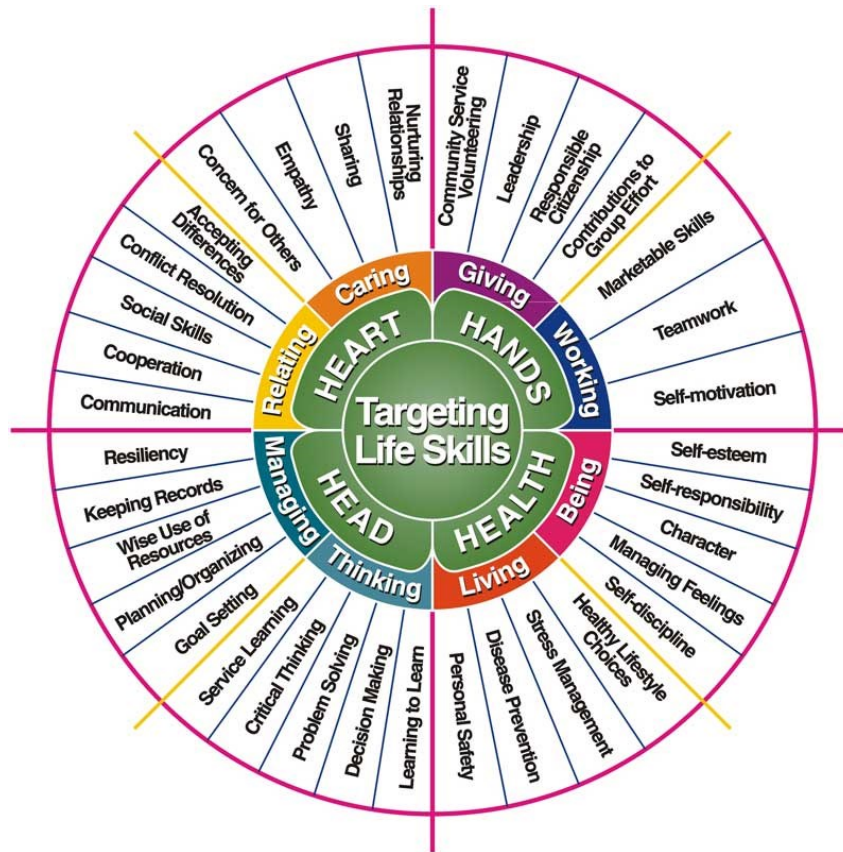 Targeting
Life Skills
HEART
HANDS
HEALTH
HEAD
Caring
Giving
Working
Being
Living
Thinking
Managing
Relating
Nurturing
Relationships
Sharing
Empathy
Concern for Others
Community Service
Volunteering
Leadership
Responsible
Citizenship
Contributions to
Group Effort
Marketable Skills
Teamwork
Self-motivation
Self-esteem
Self-responsibility
Character
Managing Feelings
Self-discipline
Healthy Lifestyle
Choices
Stress Management
Disease Prevention
Personal Safety
Learning to Learn
Decision Making
Problem Solving
Critical Thinking
Service Learning
Goal Setting
Planning/Organizing
Wise Use of
Resources
Keeping Records
Resiliency
Communication
Cooperation
Social Skills
Conflict Resolution
Accepting
Differences